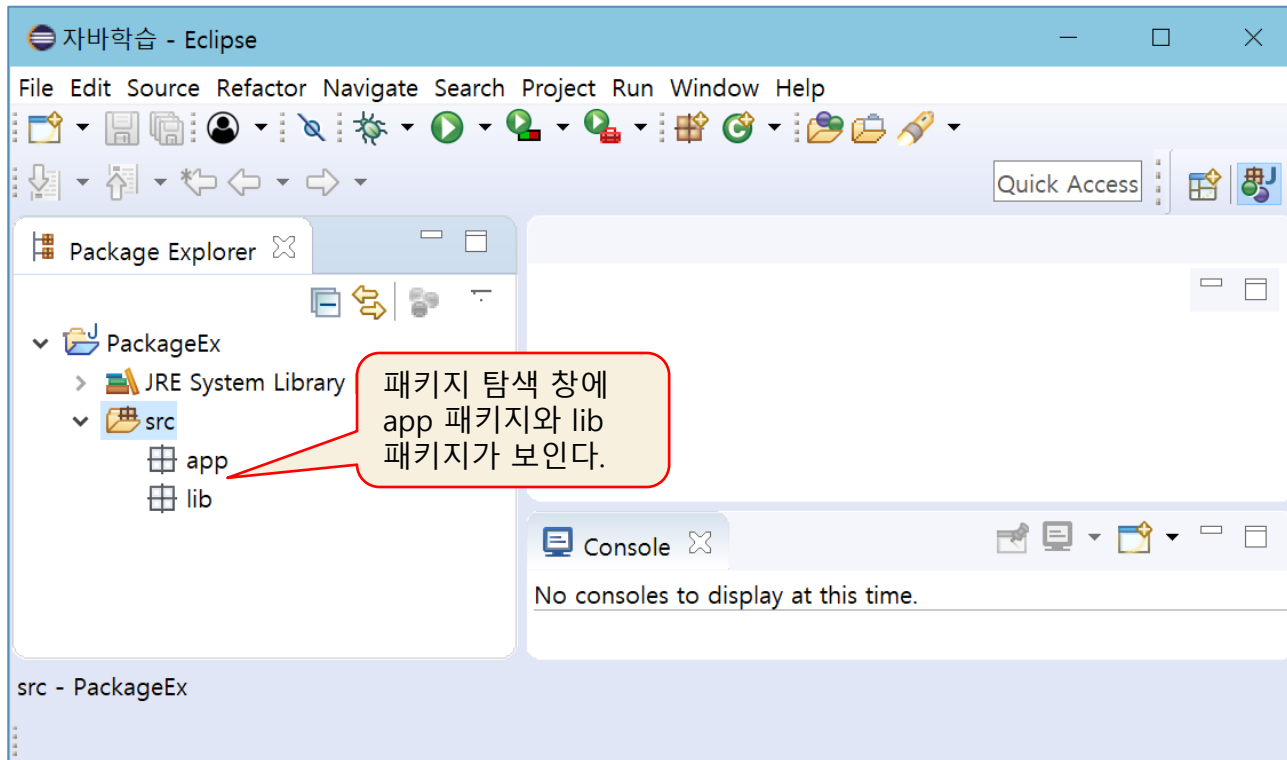 자바학습 - Eclipse
File Edit Source Refactor Navigate Search Project Run Window Help
Quick Access
Package Explorer
PackageEx
JRE System Library
src
app
lib
패키지 탐색 창에
app 패키지와 lib
패키지가 보인다.
Console
No consoles to display at this time.
src - PackageEx